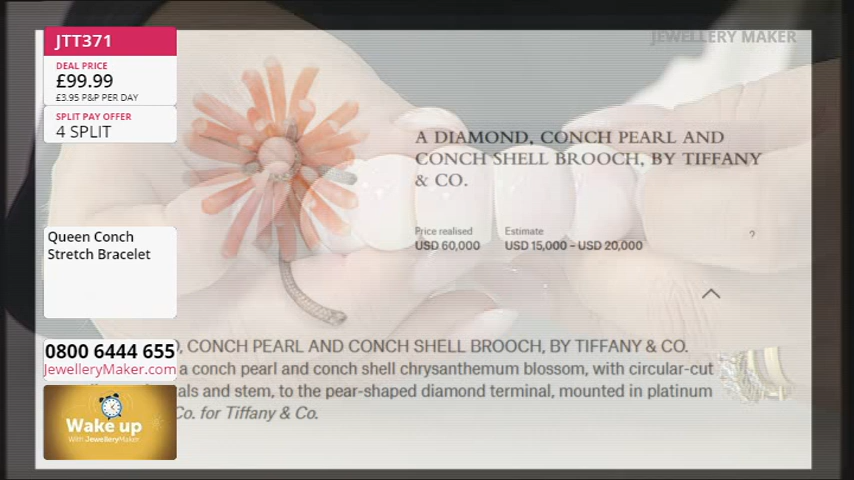 JTT371
JEWELLERY MAKER
DEAL PRICE
£99.99
£3.95 P&P PER DAY
SPLIT PAY OFFER
4 SPLIT
A DIAMOND, CONCH PEARL AND
CONCH SHELL BROOCH, BY TIFFANY
& CO.
Price realised
USD 60,000
Estimate
USD 15,000 – USD 20,000
?
Queen Conch
Stretch Bracelet
0800 6444 655
JewelleryMaker.com
, CONCH PEARL AND CONCH SHELL BROOCH, BY TIFFANY & CO.
a conch pearl and conch shell chrysanthemum blossom, with circular-cut
and stem, to the pear-shaped diamond terminal, mounted in platinum
Co. for Tiffany & Co.
Wake up
With JewelleryMaker